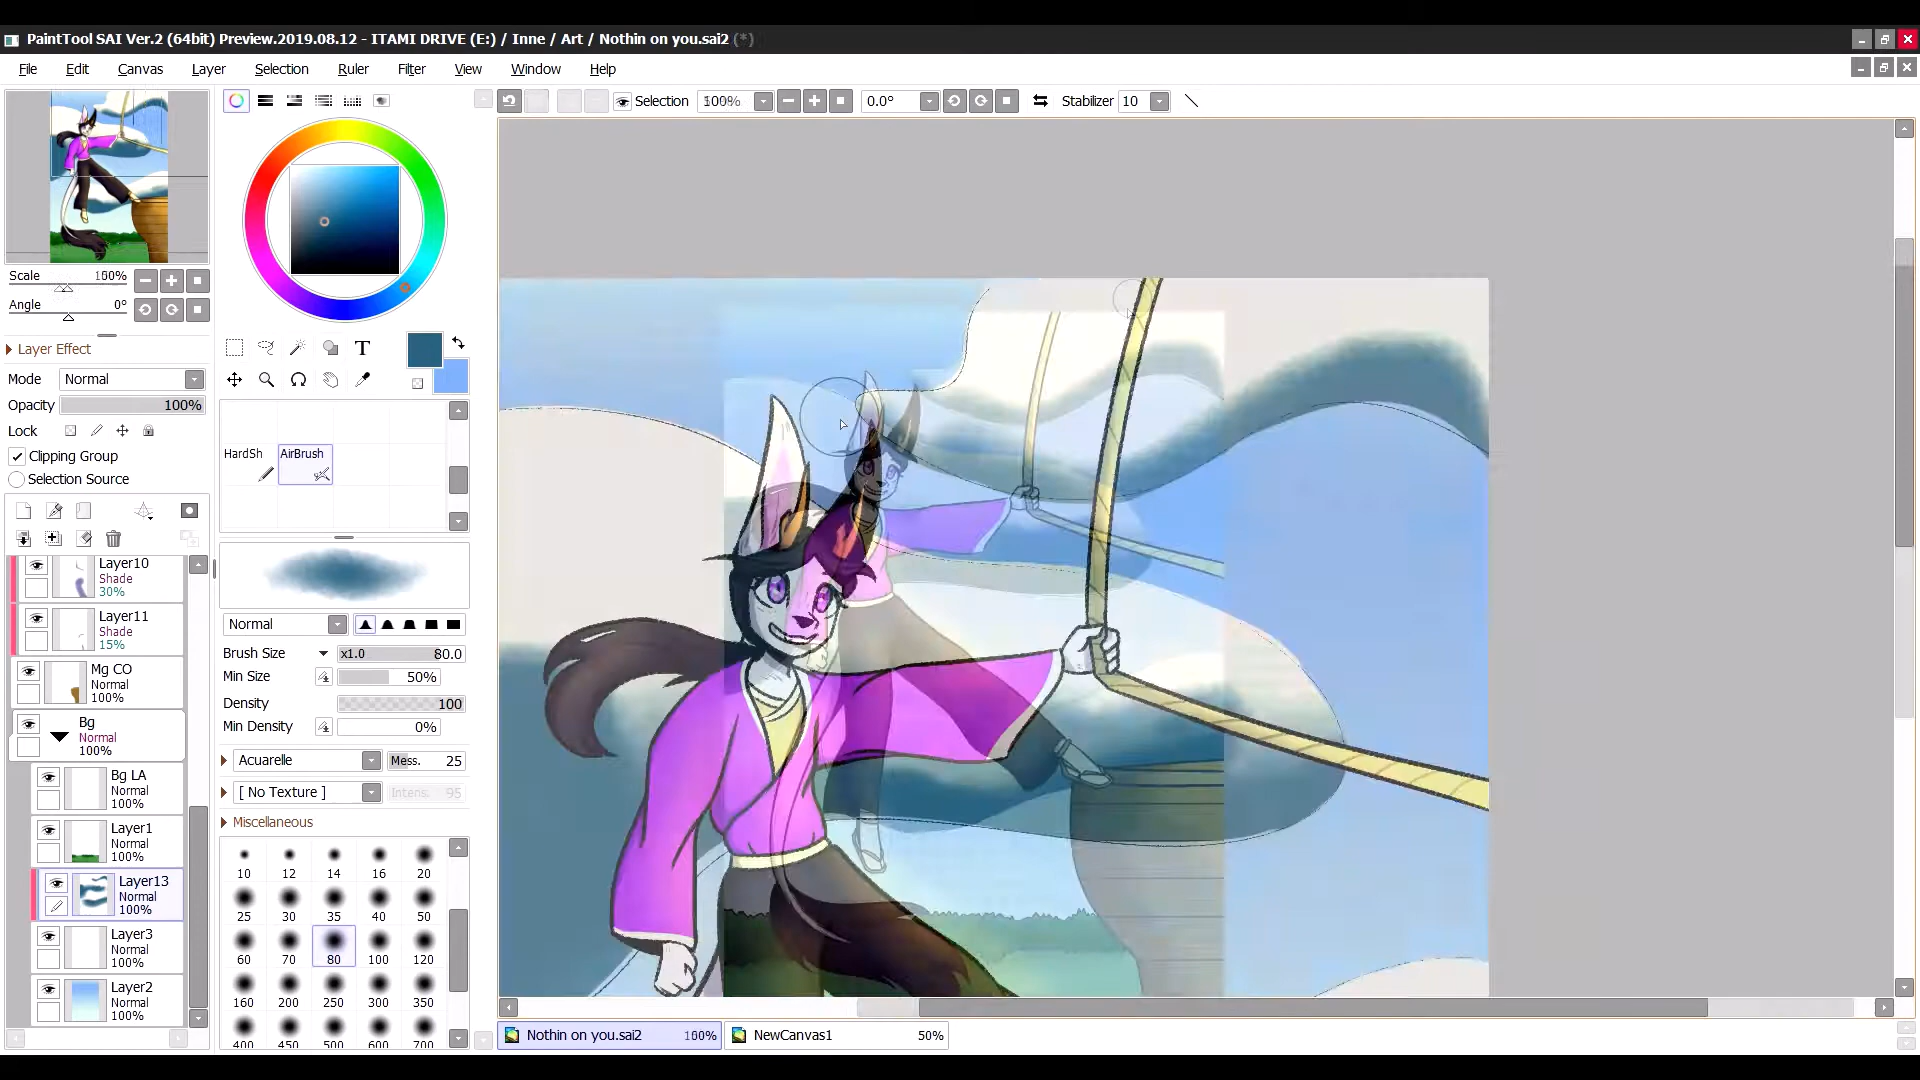 PaintTool SAI Ver.2 (64bit) Preview.2019.08.12 - ITAMI DRIVE (E:) / Inne / Art / Nothin on you.sai2 (*)
File Edit Canvas Layer Selection Ruler Filter View Window Help
Selection 100% 0.0° Stabilizer 10
Scale 100%
Angle 0°
Layer Effect
Mode Normal
Opacity 100%
Lock
Clipping Group
Selection Source
Layer10
Shade
30%
Layer11
Shade
15%
Mg CO
Normal
100%
Bg
Normal
100%
Bg LA
Normal
100%
Layer1
Normal
100%
Layer13
Normal
100%
Layer3
Normal
100%
Layer2
Normal
100%
T
HardSh AirBrush
Normal
Brush Size x1.0 80.0
Min Size 50%
Density 100
Min Density 0%
Acuarelle Mess. 25
[ No Texture ] Intens. 95
Miscellaneous
10 12 14 16 20
25 30 35 40 50
60 70 80 100 120
160 200 250 300 350
400 450 500 600 700
Nothin on you.sai2 100% NewCanvas1 50%